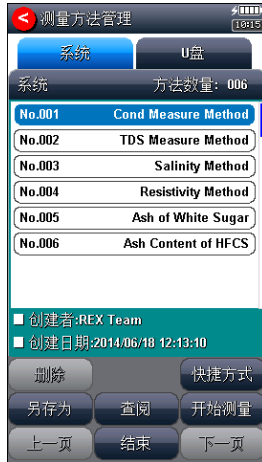 测量方法管理
10:15
系统 U盘
系统 方法数量: 006
No.001 Cond Measure Method
No.002 TDS Measure Method
No.003 Salinity Method
No.004 Resistivity Method
No.005 Ash of White Sugar
No.006 Ash Content of HFCS
创建者:REX Team
创建日期:2014/06/18 12:13:10
删除 快捷方式
另存为 查阅 开始测量
上一页 结束 下一页